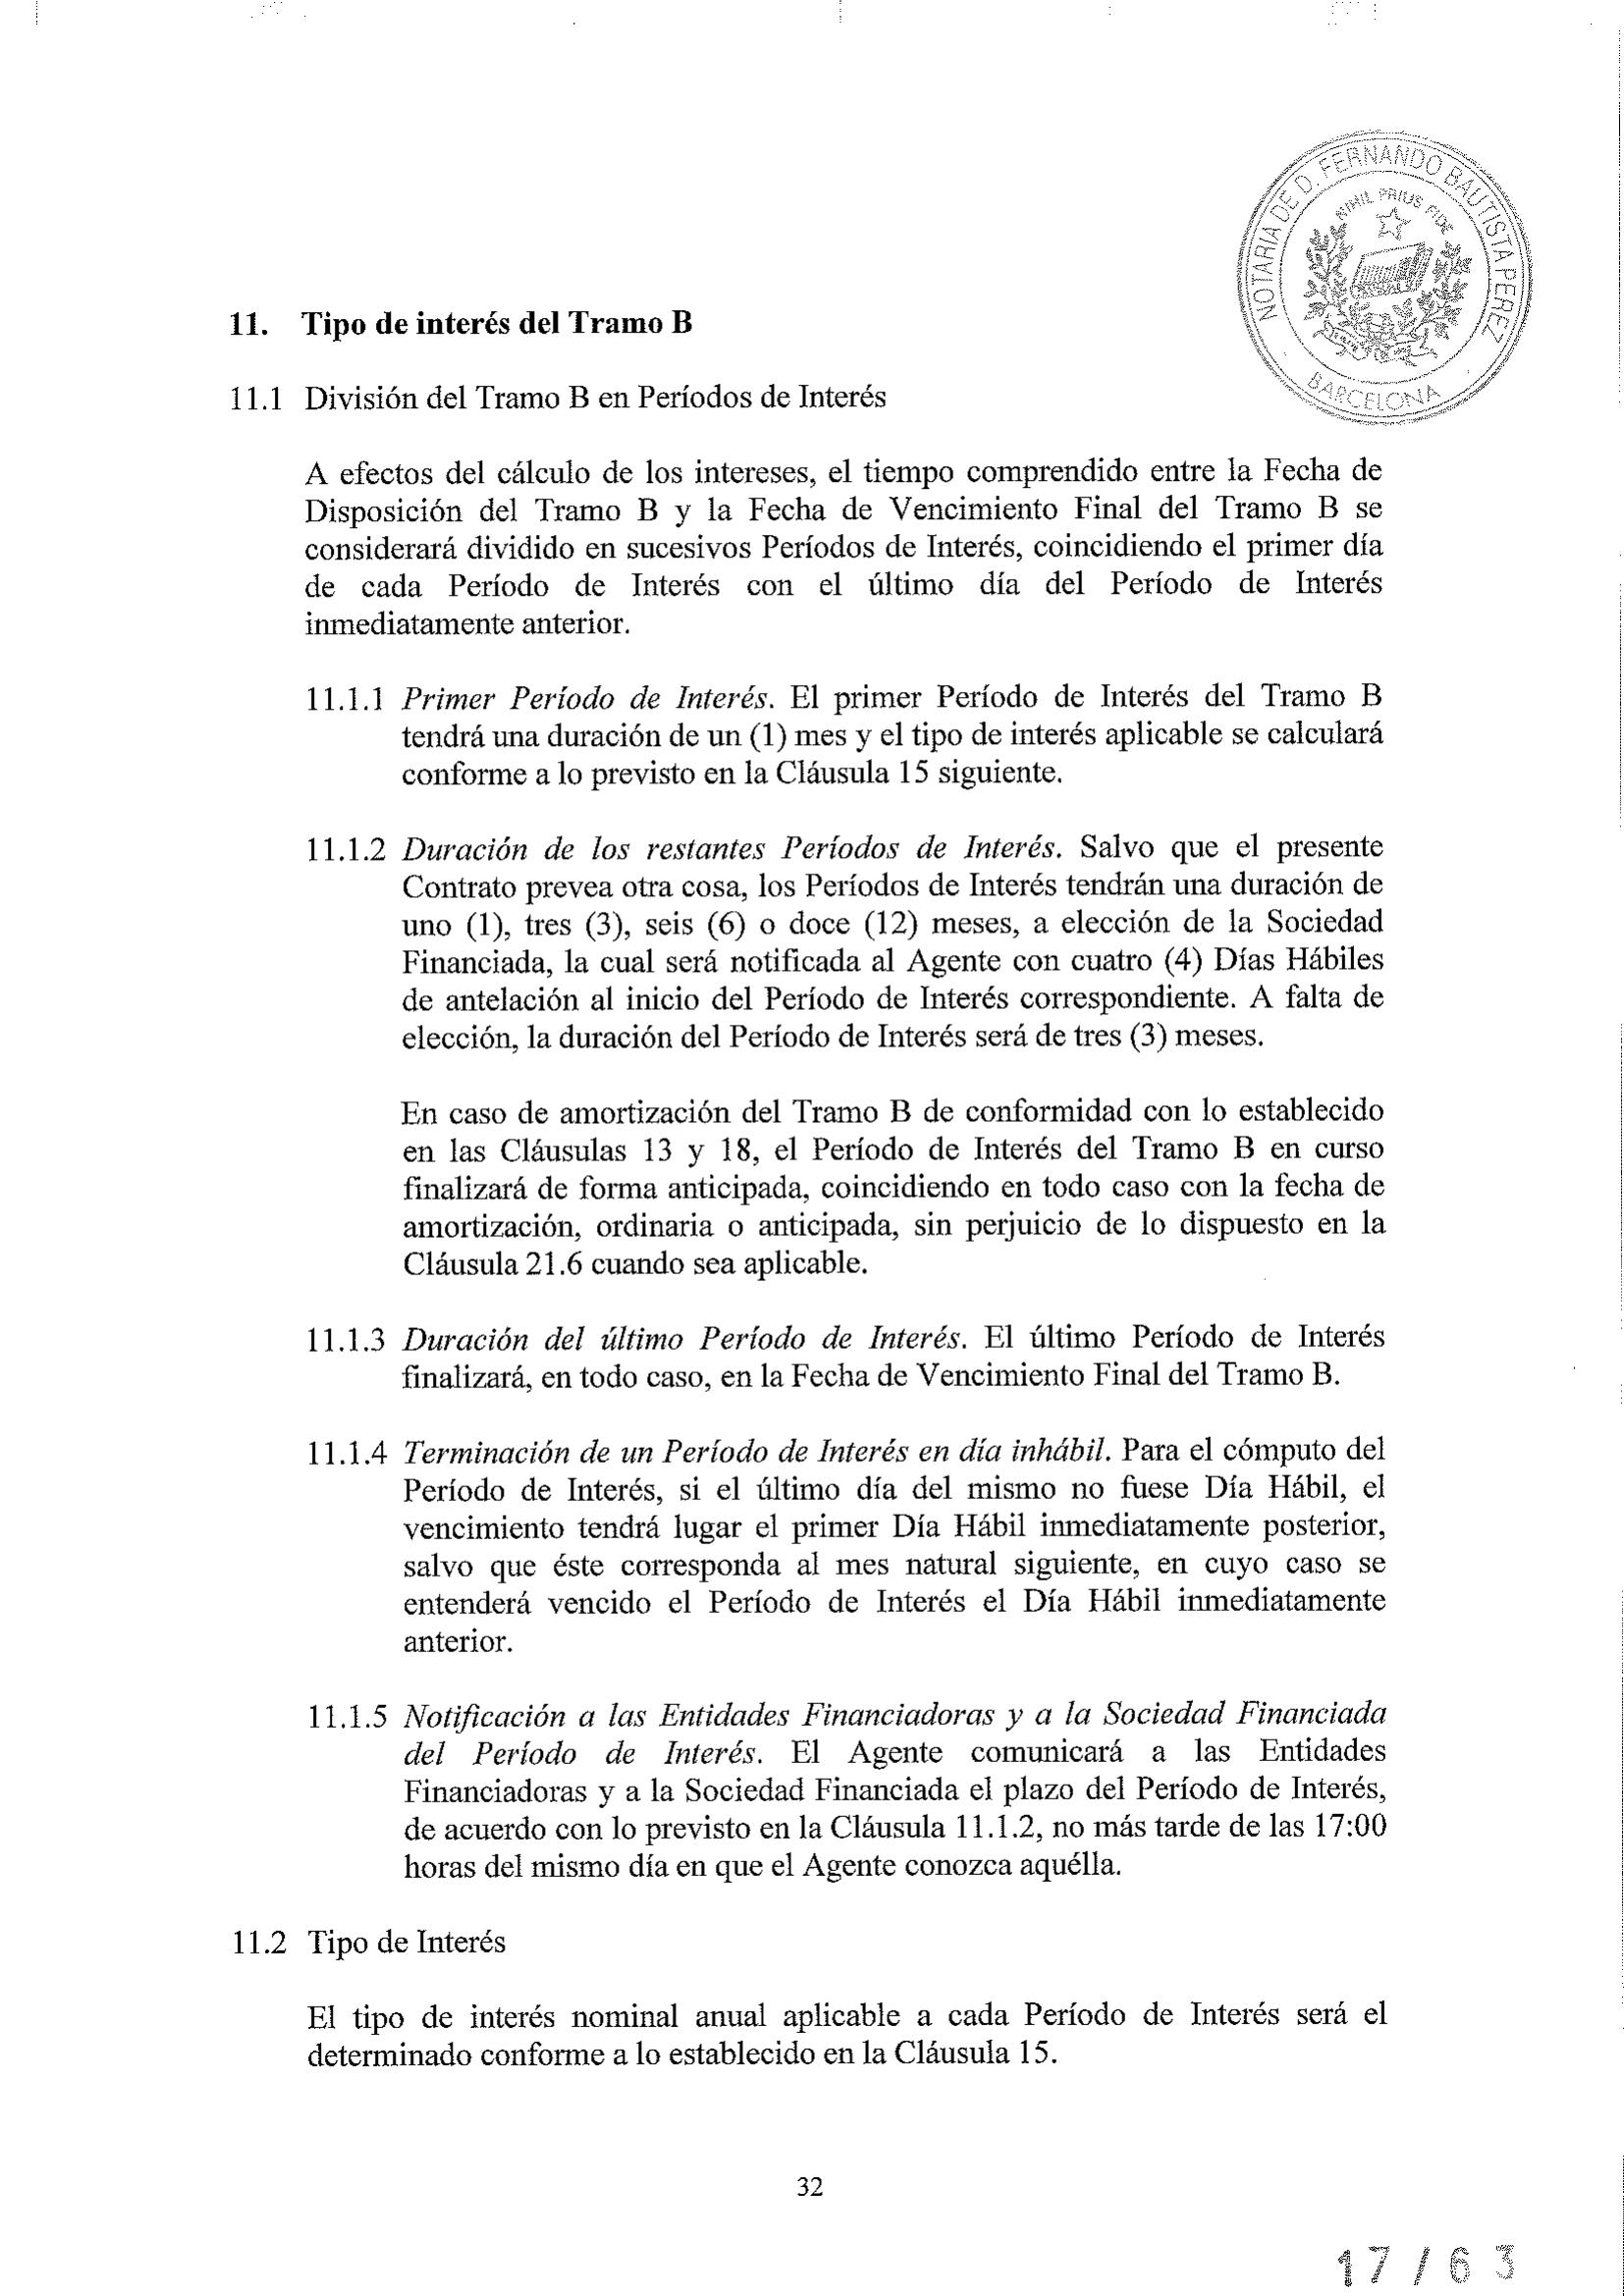 NOTARIA DE D. FERNANDO BAUTISTA PEREZ
NIHIL PRIUS FIDE
BARCELONA
11. Tipo de interés del Tramo B
11.1 División del Tramo B en Períodos de Interés
A efectos del cálculo de los intereses, el tiempo comprendido entre la Fecha de
Disposición del Tramo B y la Fecha de Vencimiento Final del Tramo B se
considerará dividido en sucesivos Períodos de Interés, coincidiendo el primer día
de cada Período de Interés con el último día del Período de Interés
inmediatamente anterior.
11.1.1 Primer Período de Interés. El primer Período de Interés del Tramo B
tendrá una duración de un (1) mes y el tipo de interés aplicable se calculará
conforme a lo previsto en la Cláusula 15 siguiente.
11.1.2 Duración de los restantes Períodos de Interés. Salvo que el presente
Contrato prevea otra cosa, los Períodos de Interés tendrán una duración de
uno (1), tres (3), seis (6) o doce (12) meses, a elección de la Sociedad
Financiada, la cual será notificada al Agente con cuatro (4) Días Hábiles
de antelación al inicio del Período de Interés correspondiente. A falta de
elección, la duración del Período de Interés será de tres (3) meses.
En caso de amortización del Tramo B de conformidad con lo establecido
en las Cláusulas 13 y 18, el Período de Interés del Tramo B en curso
finalizará de forma anticipada, coincidiendo en todo caso con la fecha de
amortización, ordinaria o anticipada, sin perjuicio de lo dispuesto en la
Cláusula 21.6 cuando sea aplicable.
11.1.3 Duración del último Período de Interés. El último Período de Interés
finalizará, en todo caso, en la Fecha de Vencimiento Final del Tramo B.
11.1.4 Terminación de un Período de Interés en día inhábil. Para el cómputo del
Período de Interés, si el último día del mismo no fuese Día Hábil, el
vencimiento tendrá lugar el primer Día Hábil inmediatamente posterior,
salvo que éste corresponda al mes natural siguiente, en cuyo caso se
entenderá vencido el Período de Interés el Día Hábil inmediatamente
anterior.
11.1.5 Notificación a las Entidades Financiadoras y a la Sociedad Financiada
del Período de Interés. El Agente comunicará a las Entidades
Financiadoras y a la Sociedad Financiada el plazo del Período de Interés,
de acuerdo con lo previsto en la Cláusula 11.1.2, no más tarde de las 17:00
horas del mismo día en que el Agente conozca aquélla.
11.2 Tipo de Interés
El tipo de interés nominal anual aplicable a cada Período de Interés será el
determinado conforme a lo establecido en la Cláusula 15.
32
17/63